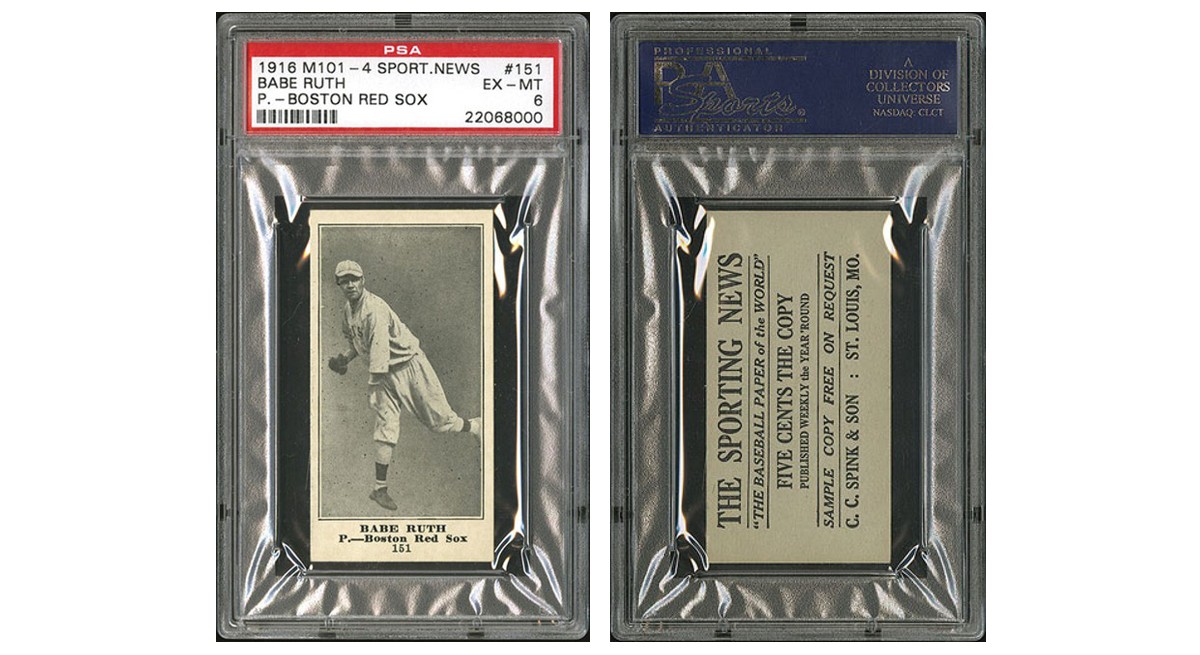 PSA
1916 M101-4 SPORT.NEWS #151
BABE RUTH EX-MT
P.-BOSTON RED SOX 6
22068000
BABE RUTH
P.—Boston Red Sox
151
PROFESSIONAL
PSA
Sports®
AUTHENTICATOR
A
DIVISION OF
COLLECTORS
UNIVERSE
NASDAQ: CLCT
THE SPORTING NEWS
"THE BASEBALL PAPER of the WORLD"
FIVE CENTS THE COPY
PUBLISHED WEEKLY the YEAR 'ROUND
SAMPLE COPY FREE ON REQUEST
C. C. SPINK & SON : ST. LOUIS, MO.